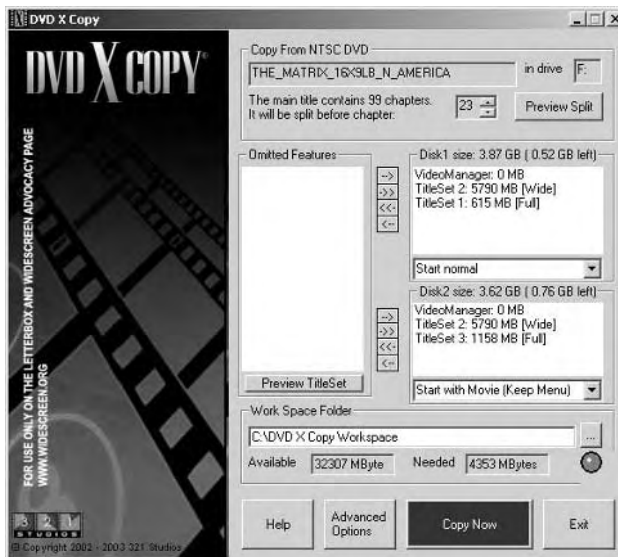 DVD X Copy
DVD X COPY®
FOR USE ONLY ON THE LETTERBOX AND WIDESCREEN ADVOCACY PAGE
WWW.WIDESCREEN.ORG
3 2 1
STUDIOS
© Copyright 2002 - 2003 321 Studios
Copy From NTSC DVD
THE_MATRIX_16X9LB_N_AMERICA
in drive F:
The main title contains 99 chapters.
It will be split before chapter:
23
Preview Split
Omitted Features
Preview TitleSet
-->
->>
<<-
<--
Disk1 size: 3.87 GB ( 0.52 GB left)
VideoManager: 0 MB
TitleSet 2: 5790 MB [Wide]
TitleSet 1: 615 MB [Full]
Start normal
-->
->>
<<-
<--
Disk2 size: 3.62 GB ( 0.76 GB left)
VideoManager: 0 MB
TitleSet 2: 5790 MB [Wide]
TitleSet 3: 1158 MB [Full]
Start with Movie (Keep Menu)
Work Space Folder
C:\DVD X Copy Workspace
...
Available 32307 MByte Needed 4353 MBytes
Help
Advanced
Options
Copy Now
Exit